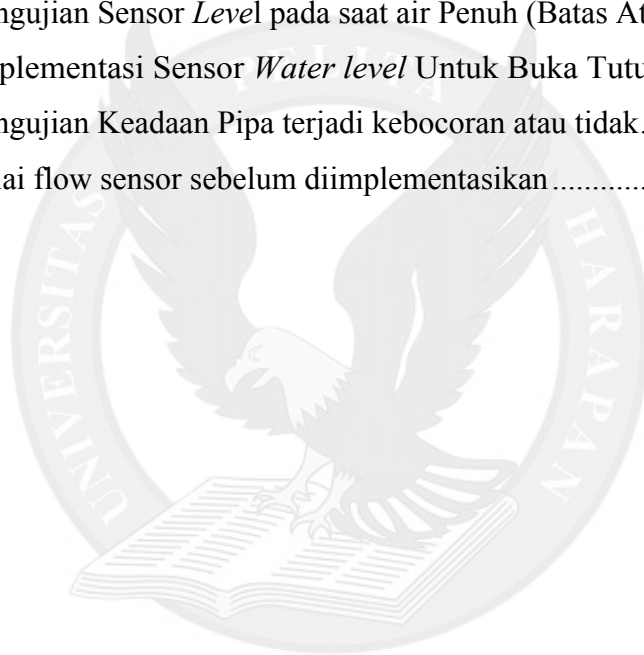 ngujian Sensor Level pada saat air Penuh (Batas At
plementasi Sensor Water level Untuk Buka Tutu
ngujian Keadaan Pipa terjadi kebocoran atau tidak.
ai flow sensor sebelum diimplementasikan.............
UNIVERSITAS PELITA HARAPAN